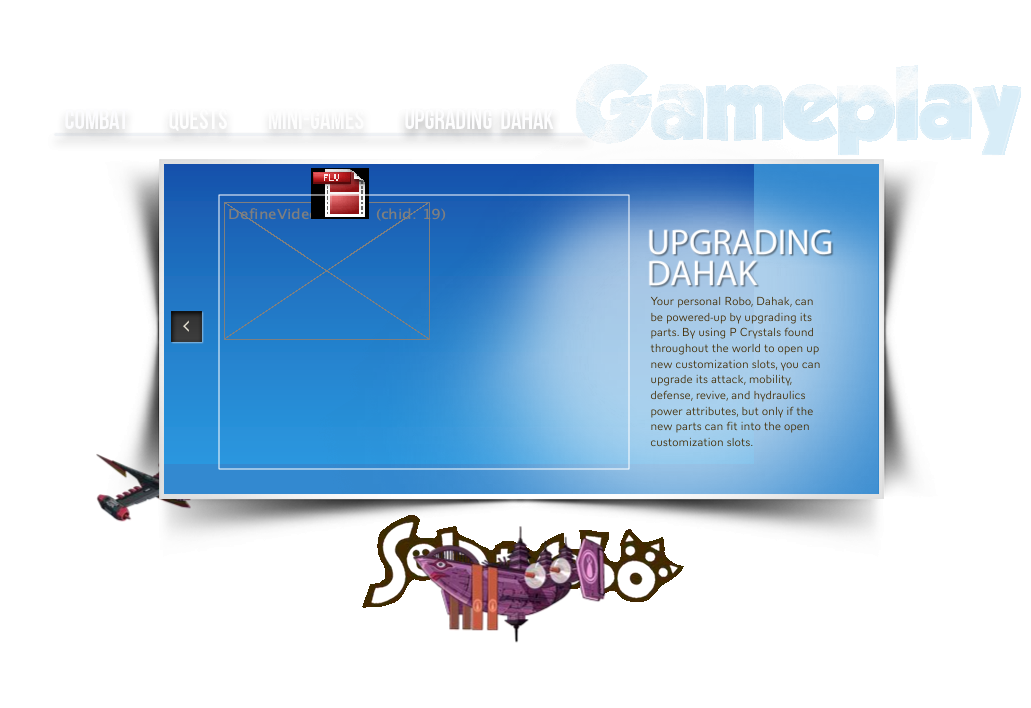 Gameplay
COMBAT QUESTS MINI-GAMES UPGRADING DAHAK
FLV
DefineVide (chid: 19)
UPGRADING
DAHAK
Your personal Robo, Dahak, can
be powered-up by upgrading its
parts. By using P Crystals found
throughout the world to open up
new customization slots, you can
upgrade its attack, mobility,
defense, revive, and hydraulics
power attributes, but only if the
new parts can fit into the open
customization slots.